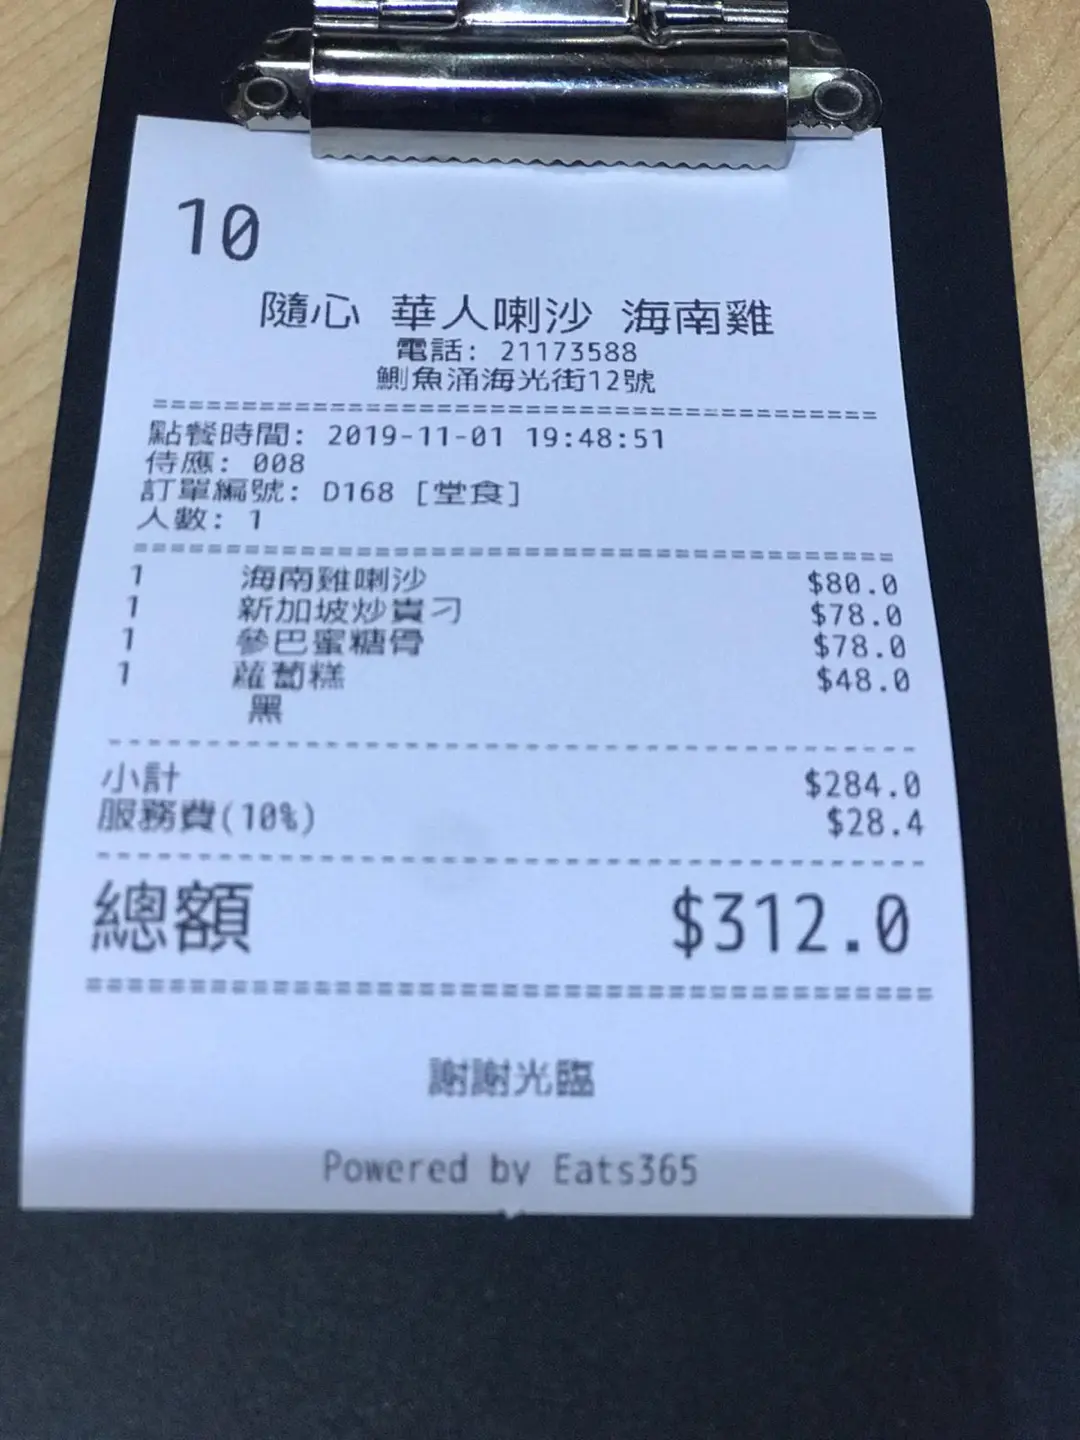 10
隨心 華人喇沙 海南雞
電話: 21173588
鰂魚涌海光街12號
點餐時間: 2019-11-01 19:48:51
侍應: 008
訂單編號: D168 [堂食]
人數: 1
1 海南雞喇沙 $80.0
1 新加坡炒貴刁 $78.0
1 參巴蜜糖骨 $78.0
1 蘿蔔糕 $48.0
黑
小計 $284.0
服務費(10%) $28.4
總額 $312.0
謝謝光臨
Powered by Eats365